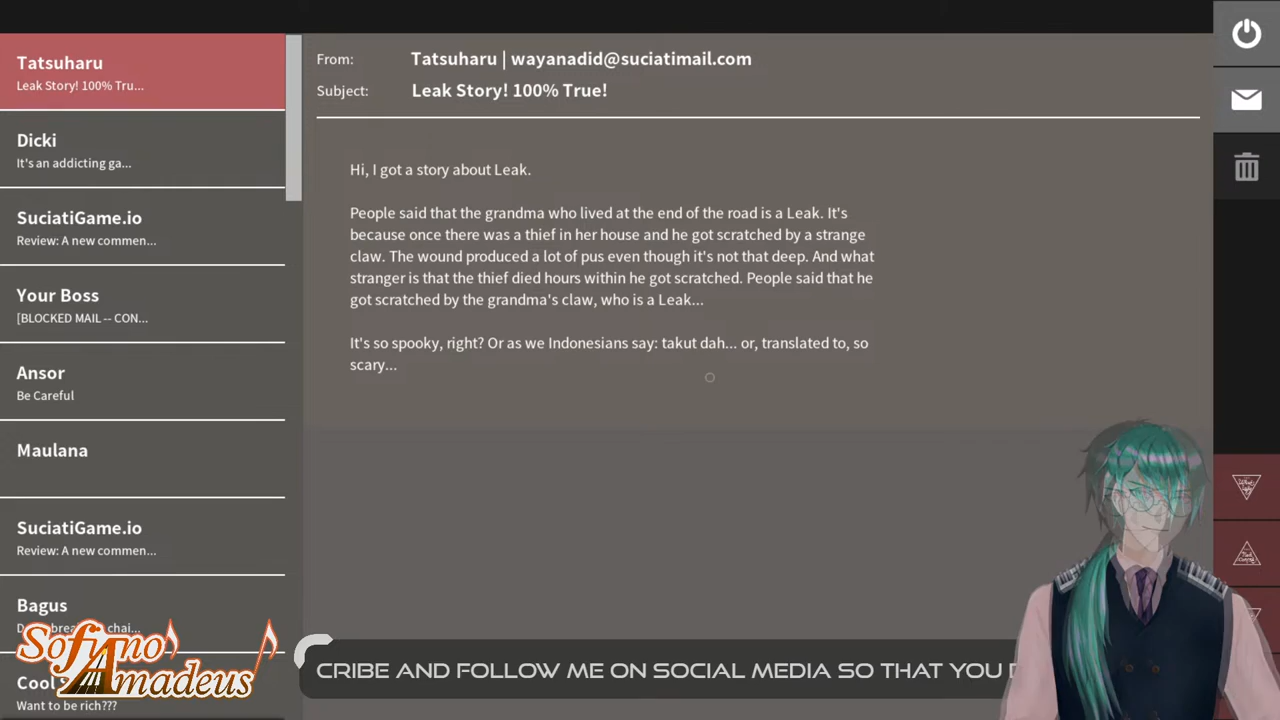 Tatsuharu
Leak Story! 100% Tru...
Dicki
It's an addicting ga...
SuciatiGame.io
Review: A new commen...
Your Boss
[BLOCKED MAIL -- CON...
Ansor
Be Careful
Maulana
SuciatiGame.io
Review: A new commen...
Bagus
chai...
Cool
Want to be rich???
From: Tatsuharu | wayanadid@suciatimail.com
Subject: Leak Story! 100% True!
Hi, I got a story about Leak.
People said that the grandma who lived at the end of the road is a Leak. It's
because once there was a thief in her house and he got scratched by a strange
claw. The wound produced a lot of pus even though it's not that deep. And what
stranger is that the thief died hours within he got scratched. People said that he
got scratched by the grandma's claw, who is a Leak...
It's so spooky, right? Or as we Indonesians say: takut dah... or, translated to, so
scary...
Sofiano
Amadeus
CRIBE AND FOLLOW ME ON SOCIAL MEDIA SO THAT YOU